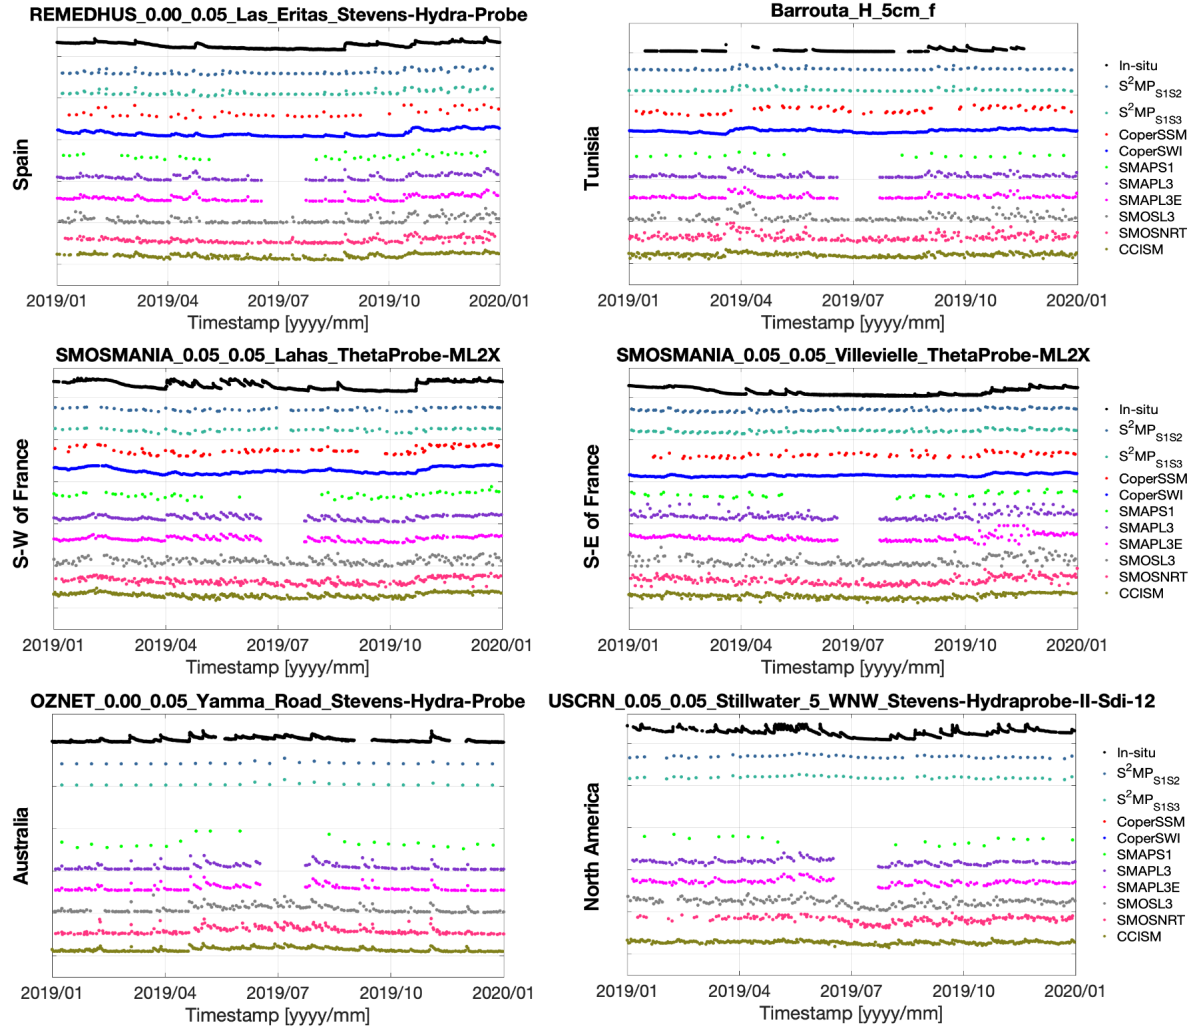 REMEDHUS_0.00_0.05_Las_Eritas_Stevens-Hydra-Probe
Spain
2019/01 2019/04 2019/07 2019/10 2020/01
Timestamp [yyyy/mm]
Barrouta_H_5cm_f
Tunisia
2019/01 2019/04 2019/07 2019/10 2020/01
Timestamp [yyyy/mm]
In-situ
S²MP_S1S2
S²MP_S1S3
CoperSSM
CoperSWI
SMAPS1
SMAPL3
SMAPL3E
SMOSL3
SMOSNRT
CCISM
SMOSMANIA_0.05_0.05_Lahas_ThetaProbe-ML2X
S-W of France
2019/01 2019/04 2019/07 2019/10 2020/01
Timestamp [yyyy/mm]
SMOSMANIA_0.05_0.05_Villevielle_ThetaProbe-ML2X
S-E of France
2019/01 2019/04 2019/07 2019/10 2020/01
Timestamp [yyyy/mm]
In-situ
S²MP_S1S2
S²MP_S1S3
CoperSSM
CoperSWI
SMAPS1
SMAPL3
SMAPL3E
SMOSL3
SMOSNRT
CCISM
OZNET_0.00_0.05_Yamma_Road_Stevens-Hydra-Probe
Australia
2019/01 2019/04 2019/07 2019/10 2020/01
Timestamp [yyyy/mm]
USCRN_0.05_0.05_Stillwater_5_WNW_Stevens-Hydraprobe-II-Sdi-12
North America
2019/01 2019/04 2019/07 2019/10 2020/01
Timestamp [yyyy/mm]
In-situ
S²MP_S1S2
S²MP_S1S3
CoperSSM
CoperSWI
SMAPS1
SMAPL3
SMAPL3E
SMOSL3
SMOSNRT
CCISM